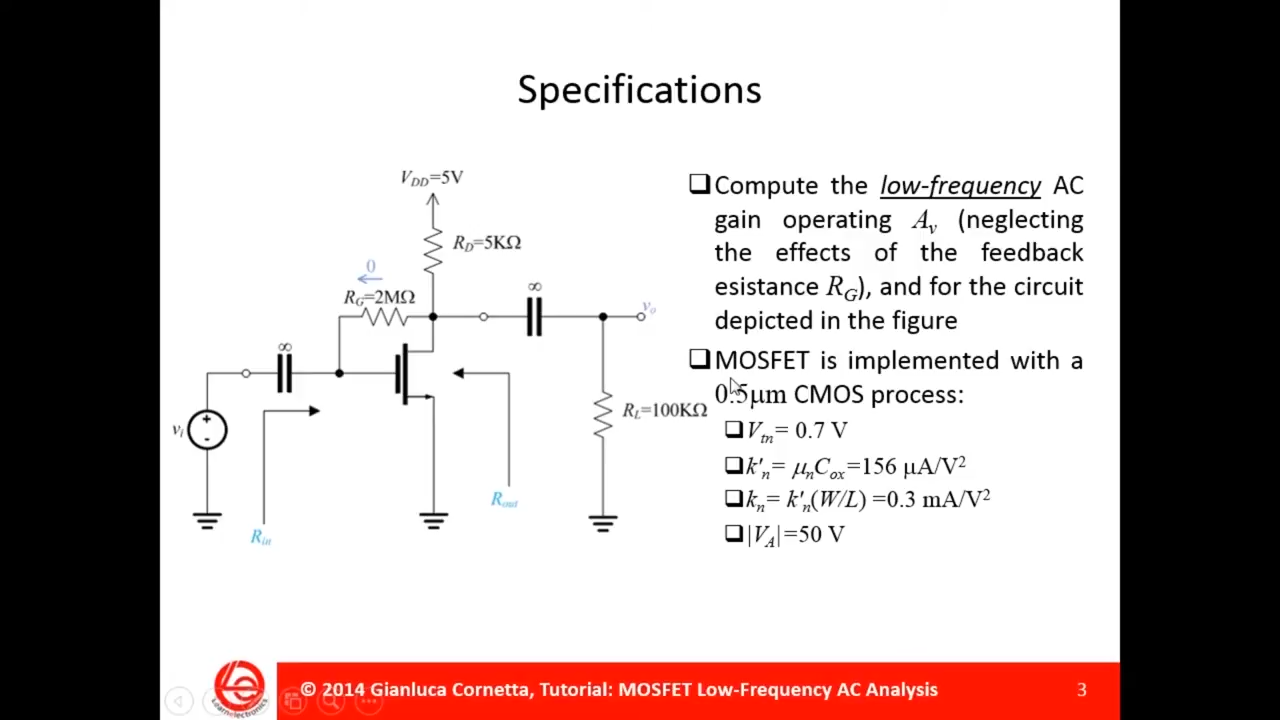 Specifications
V_DD=5V
R_D=5KΩ
0
R_G=2MΩ
∞
v_o
∞
v_i
+
-
R_L=100KΩ
R_out
R_in
❑Compute the low-frequency AC
gain operating A_v (neglecting
the effects of the feedback
esistance R_G), and for the circuit
depicted in the figure
❑MOSFET is implemented with a
0.5μm CMOS process:
❑V_tn= 0.7 V
❑k'_n= μ_nC_ox=156 μA/V²
❑k_n= k'_n(W/L) =0.3 mA/V²
❑|V_A|=50 V
Learnelectronics
© 2014 Gianluca Cornetta, Tutorial: MOSFET Low-Frequency AC Analysis
3